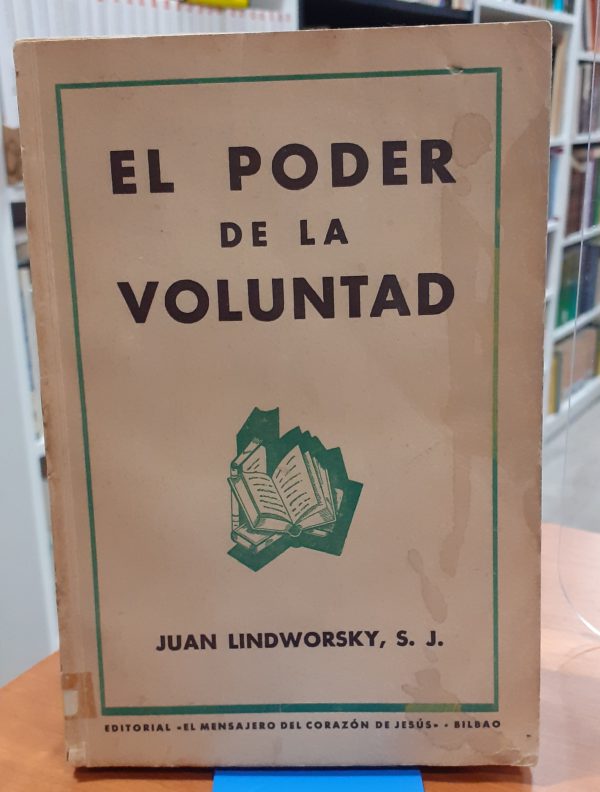 EL PODER
DE LA
VOLUNTAD
JUAN LINDWORSKY, S. J.
EDITORIAL «EL MENSAJERO DEL CORAZÓN DE JESÚS» - BILBAO